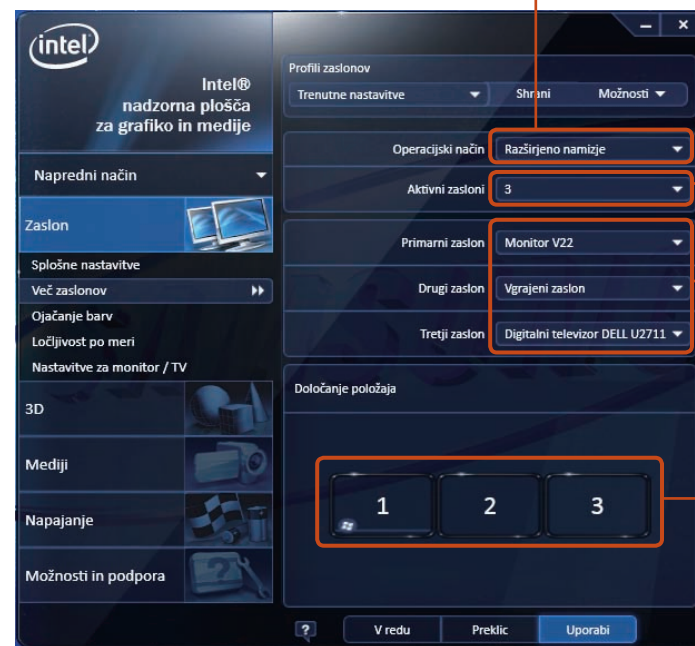 intel
Intel®
nadzorna plošča
za grafiko in medije
Napredni način
Zaslon
Splošne nastavitve
Več zaslonov
Ojačanje barv
Ločljivost po meri
Nastavitve za monitor / TV
3D
Mediji
Napajanje
Možnosti in podpora
Profili zaslonov
Trenutne nastavitve Shrani Možnosti
Operacijski način Razširjeno namizje
Aktivni zasloni 3
Primarni zaslon Monitor V22
Drugi zaslon Vgrajeni zaslon
Tretji zaslon Digitalni televizor DELL U2711
Določanje položaja
1 2 3
? V redu Preklic Uporabi